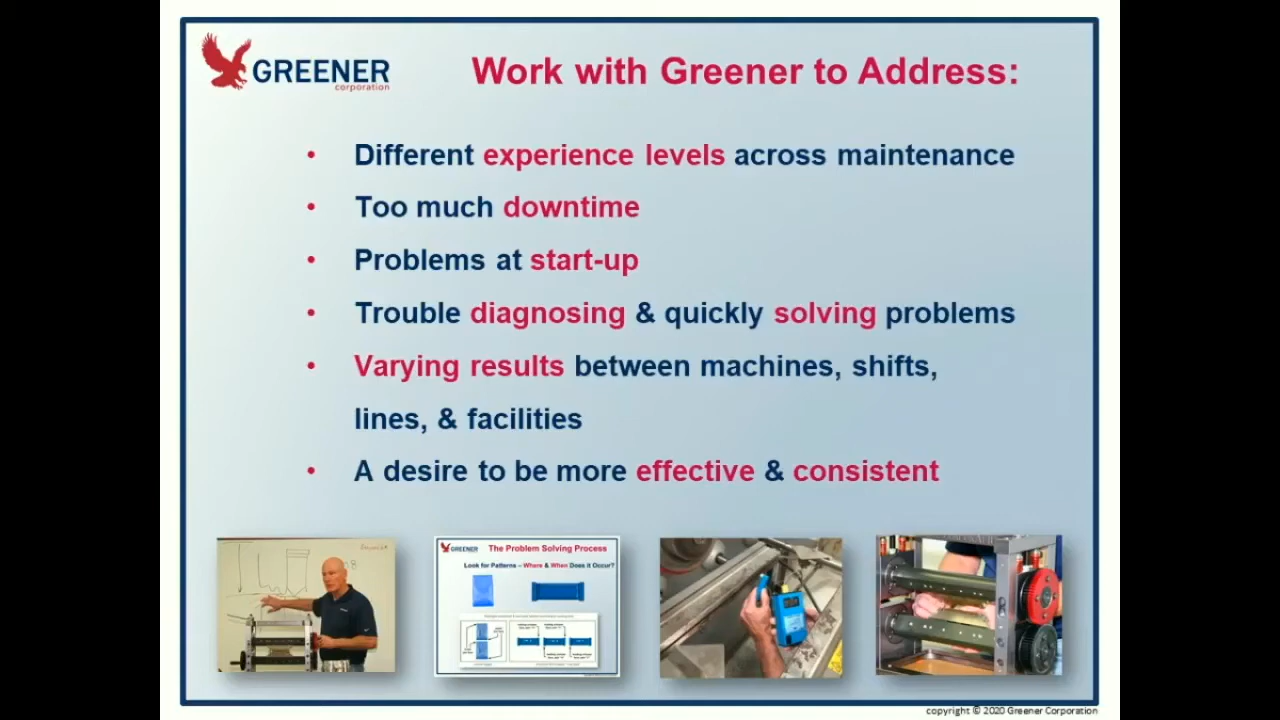 GREENER
corporation
Work with Greener to Address:
• Different experience levels across maintenance
• Too much downtime
• Problems at start-up
• Trouble diagnosing & quickly solving problems
• Varying results between machines, shifts,
lines, & facilities
• A desire to be more effective & consistent
GREENER
The Problem Solving Process
Look for Patterns – Where & When Does it Occur?
copyright © 2020 Greener Corporation